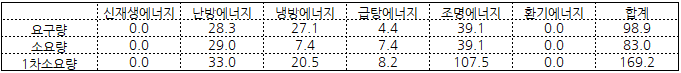 신재생에너지 난방에너지 냉방에너지 급탕에너지 조명에너지 환기에너지 합계
요구량 0.0 28.3 27.1 4.4 39.1 0.0 98.9
소요량 0.0 29.0 7.4 7.4 39.1 0.0 83.0
1차소요량 0.0 33.0 20.5 8.2 107.5 0.0 169.2